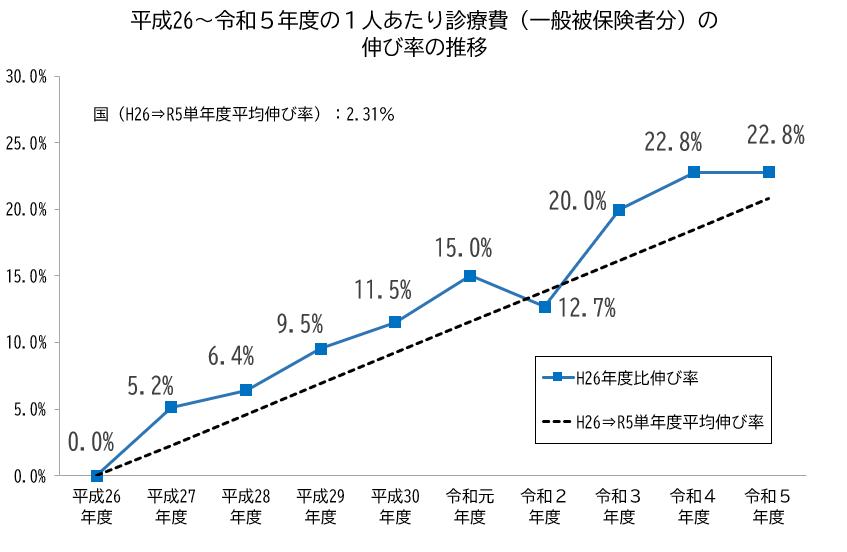 平成26～令和５年度の１人あたり診療費（一般被保険者分）の
伸び率の推移
30.0%
国（H26⇒R5単年度平均伸び率）：2.31％
25.0%
20.0%
15.0%
10.0%
5.0%
0.0%
0.0%
5.2%
6.4%
9.5%
11.5%
15.0%
12.7%
20.0%
22.8%
22.8%
H26年度比伸び率
H26⇒R5単年度平均伸び率
平成26
年度
平成27
年度
平成28
年度
平成29
年度
平成30
年度
令和元
年度
令和２
年度
令和３
年度
令和４
年度
令和５
年度